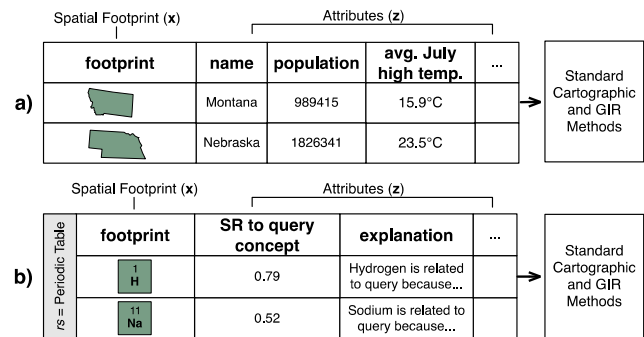 Spatial Footprint (x)
Attributes (z)
a)
footprint
name
population
avg. July
high temp.
...
Montana
989415
15.9°C
Nebraska
1826341
23.5°C
Standard
Cartographic
and GIR
Methods
Spatial Footprint (x)
Attributes (z)
b)
rs = Periodic Table
footprint
SR to query
concept
explanation
...
1
H
0.79
Hydrogen is related
to query because...
11
Na
0.52
Sodium is related
to query because...
Standard
Cartographic
and GIR
Methods